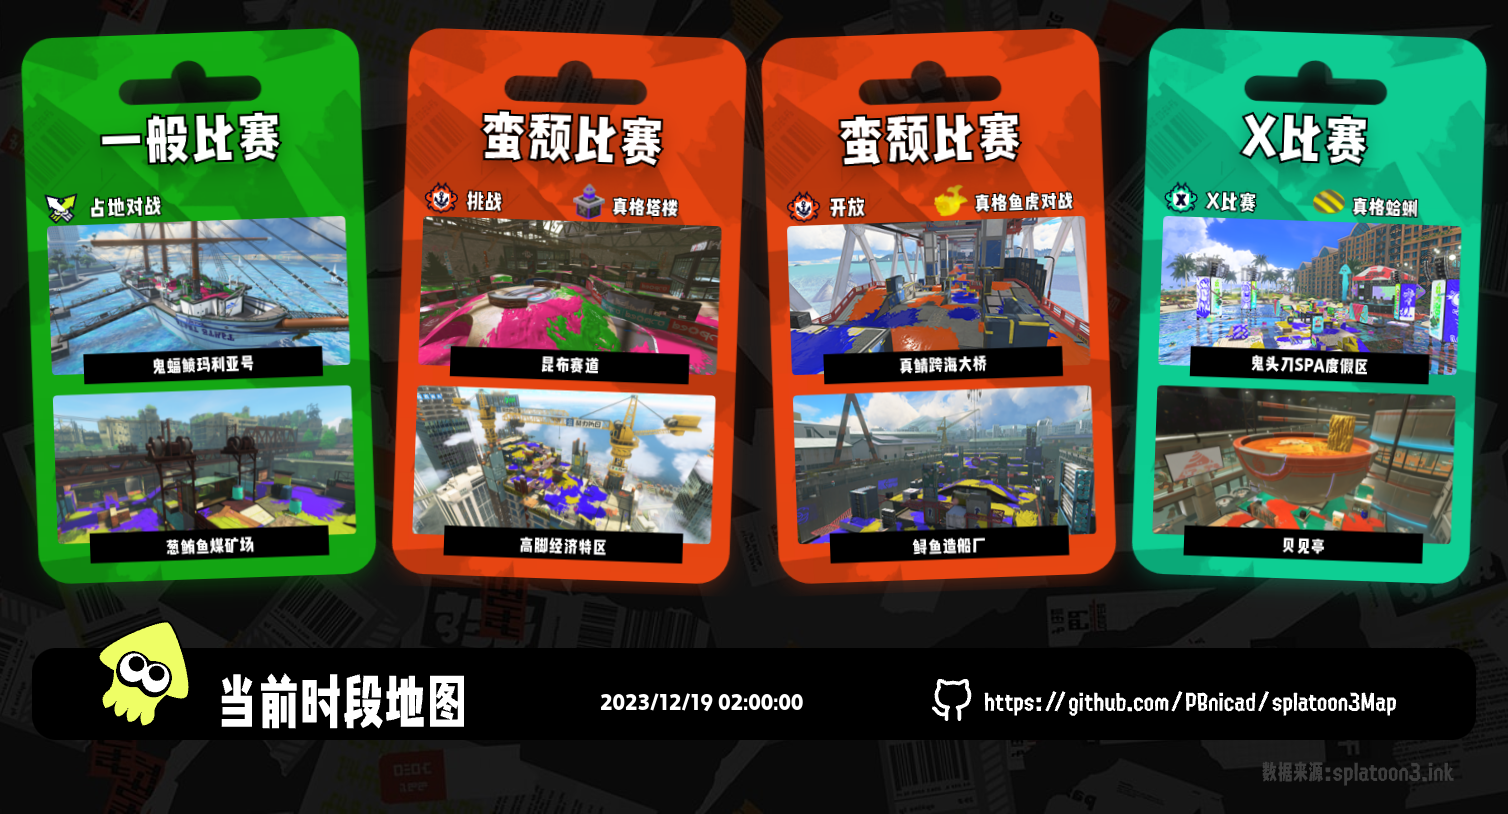 一般比赛
占地对战
鬼蝠鲼玛利亚号
葱鲔鱼煤矿场
蛮颓比赛
挑战
真格塔楼
昆布赛道
高脚经济特区
蛮颓比赛
开放
真格鱼虎对战
真鲭跨海大桥
鲟鱼造船厂
X比赛
X比赛
真格蛤蜊
鬼头刀SPA度假区
贝见亭
当前时段地图
2023/12/19 02:00:00
https://github.com/PBnicad/splatoon3Map
数据来源:splatoon3.ink